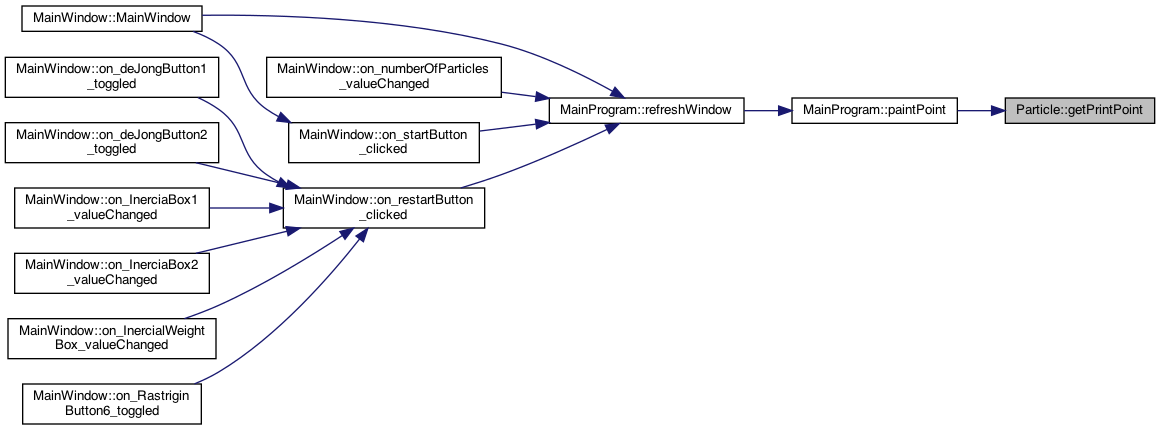 MainWindow::MainWindow
MainWindow::on_deJongButton1
_toggled
MainWindow::on_numberOfParticles
_valueChanged
MainProgram::refreshWindow
MainProgram::paintPoint
Particle::getPrintPoint
MainWindow::on_deJongButton2
_toggled
MainWindow::on_startButton
_clicked
MainWindow::on_InerciaBox1
_valueChanged
MainWindow::on_restartButton
_clicked
MainWindow::on_InerciaBox2
_valueChanged
MainWindow::on_InercialWeight
Box_valueChanged
MainWindow::on_Rastrigin
Button6_toggled